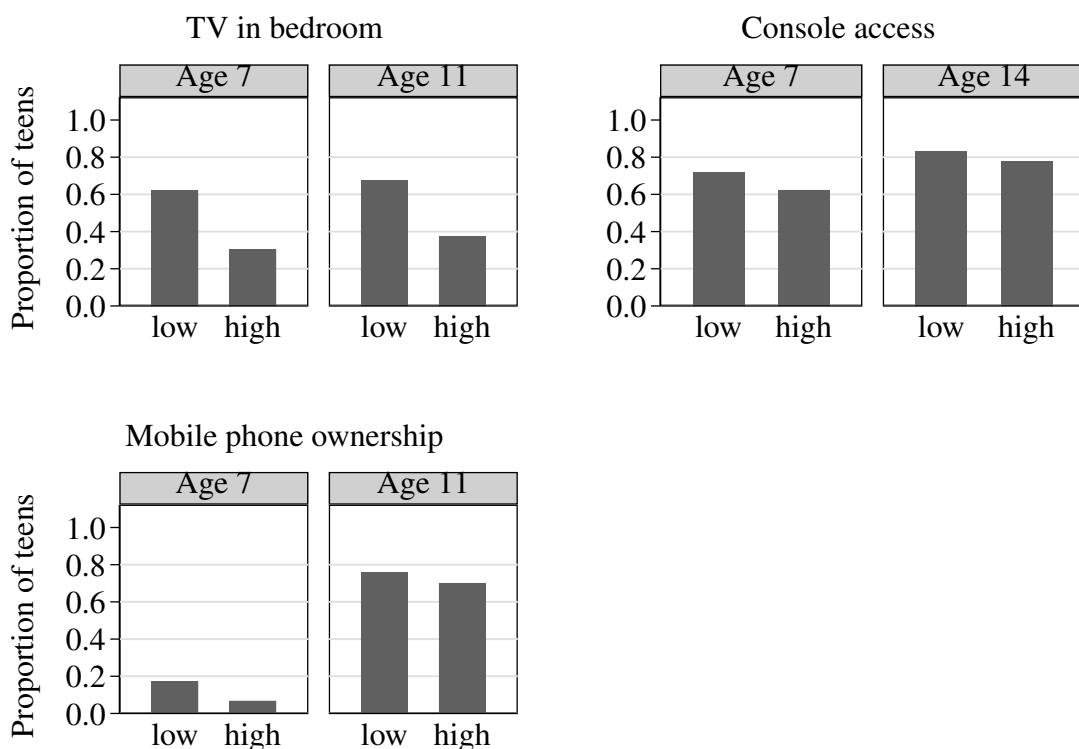 TV in bedroom
Age 7 Age 11
Proportion of teens
1.0
0.8
0.6
0.4
0.2
0.0
low high low high
Console access
Age 7 Age 14
1.0
0.8
0.6
0.4
0.2
0.0
low high low high
Mobile phone ownership
Age 7 Age 11
Proportion of teens
1.0
0.8
0.6
0.4
0.2
0.0
low high low high